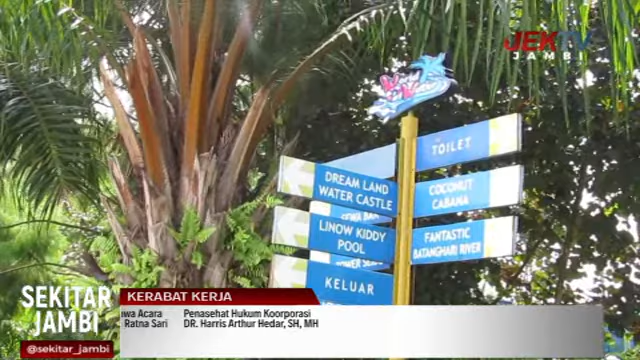 JEKTV
JAMBI
TOILET
DREAM LAND
WATER CASTLE
COCONUT
CABANA
LINOW KIDDY
POOL
FANTASTIC
BATANGHARI RIVER
KELUAR
SEKITAR
JAMBI
@sekitar_jambi
KERABAT KERJA
Ratna Sari
Acara
Penasehat Hukum Koorporasi
DR. Harris Arthur Hedar, SH, MH